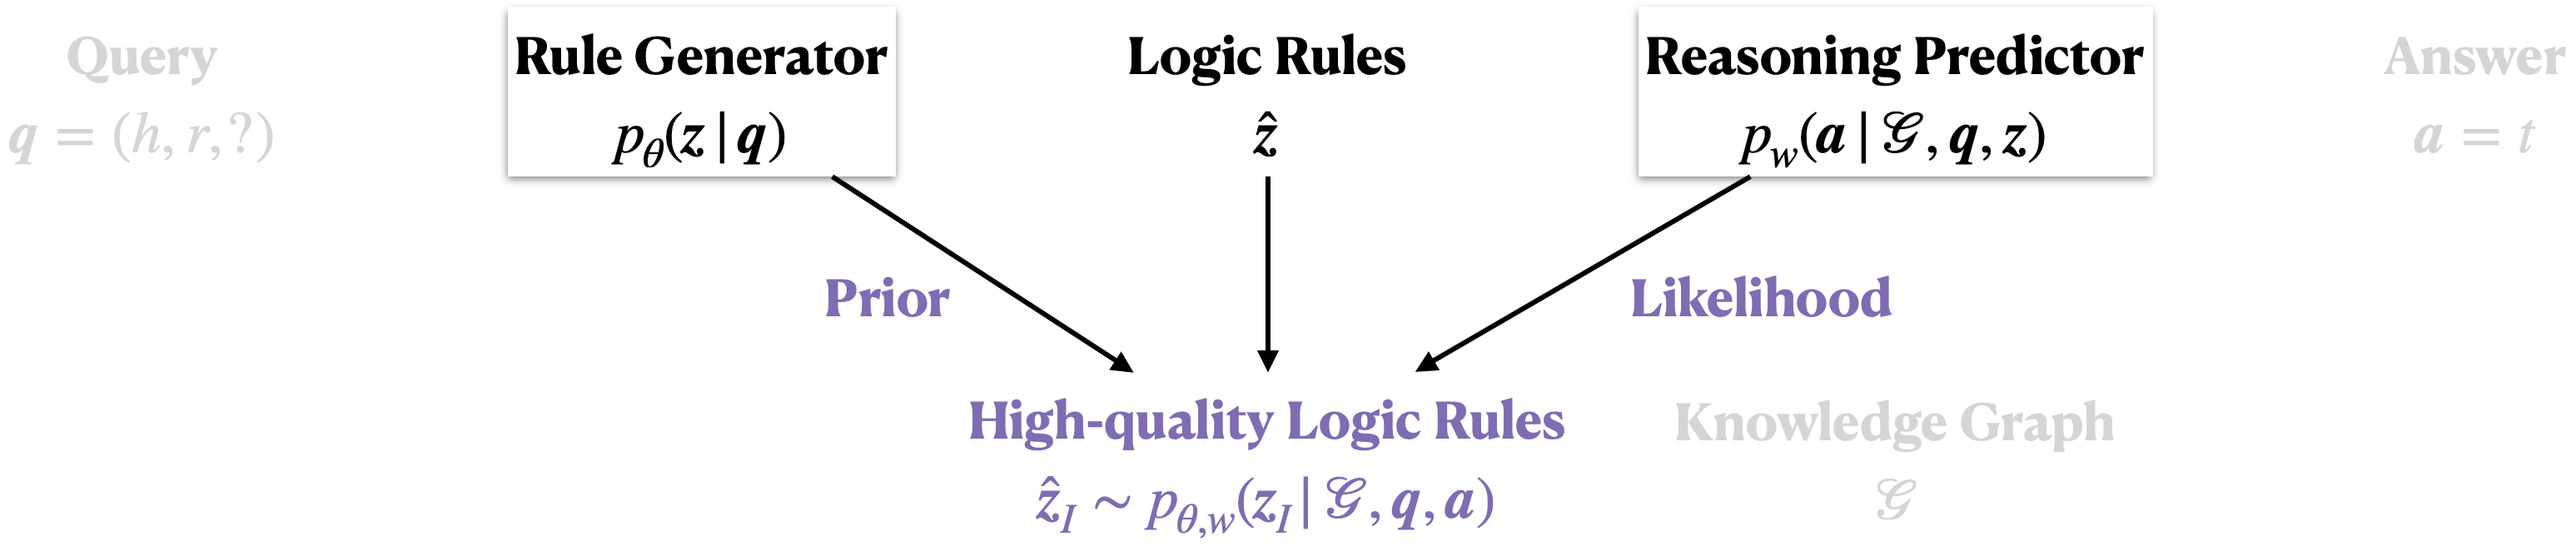 Query
q = (h, r, ?)
Rule Generator
p_θ(z | q)
Logic Rules
ẑ
Reasoning Predictor
p_w(a | 𝒢, q, z)
Answer
a = t
Prior
Likelihood
High-quality Logic Rules
ẑ_I ∼ p_θ,w(z_I | 𝒢, q, a)
Knowledge Graph
𝒢